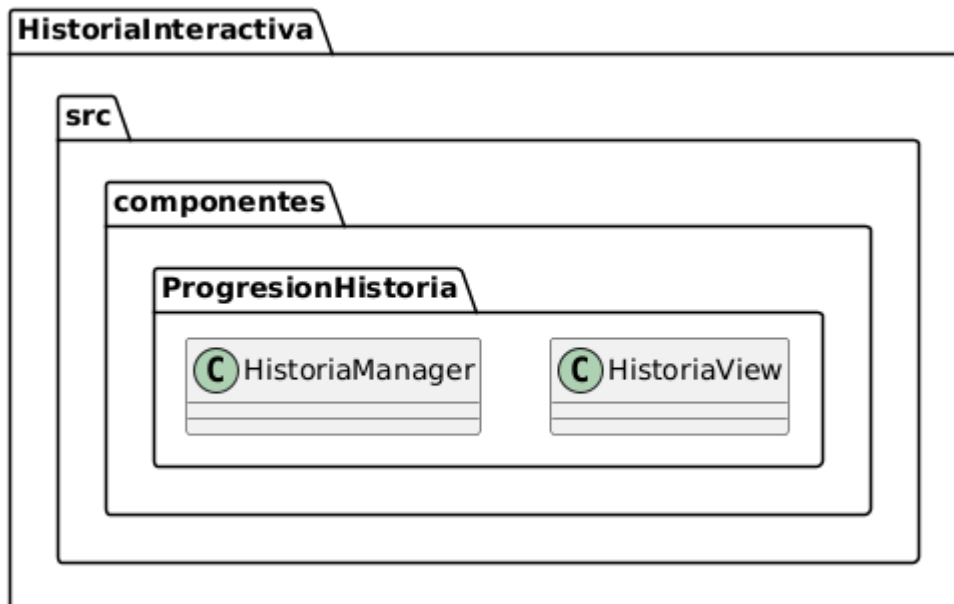 HistoriaInteractiva
src
componentes
ProgresionHistoria
C HistoriaManager
C HistoriaView